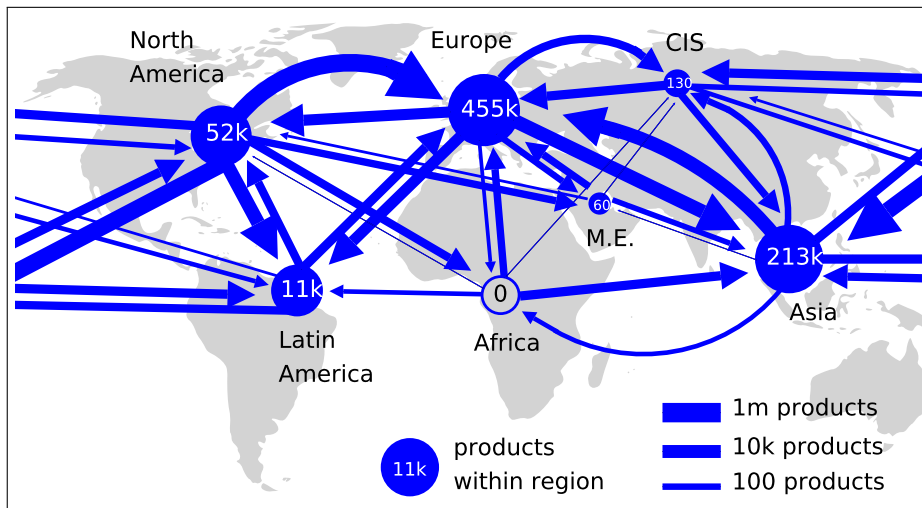 North
America
Europe
CIS
52k
455k
130
60
M.E.
213k
11k
0
Asia
Latin
America
Africa
1m products
10k products
100 products
11k
products
within region